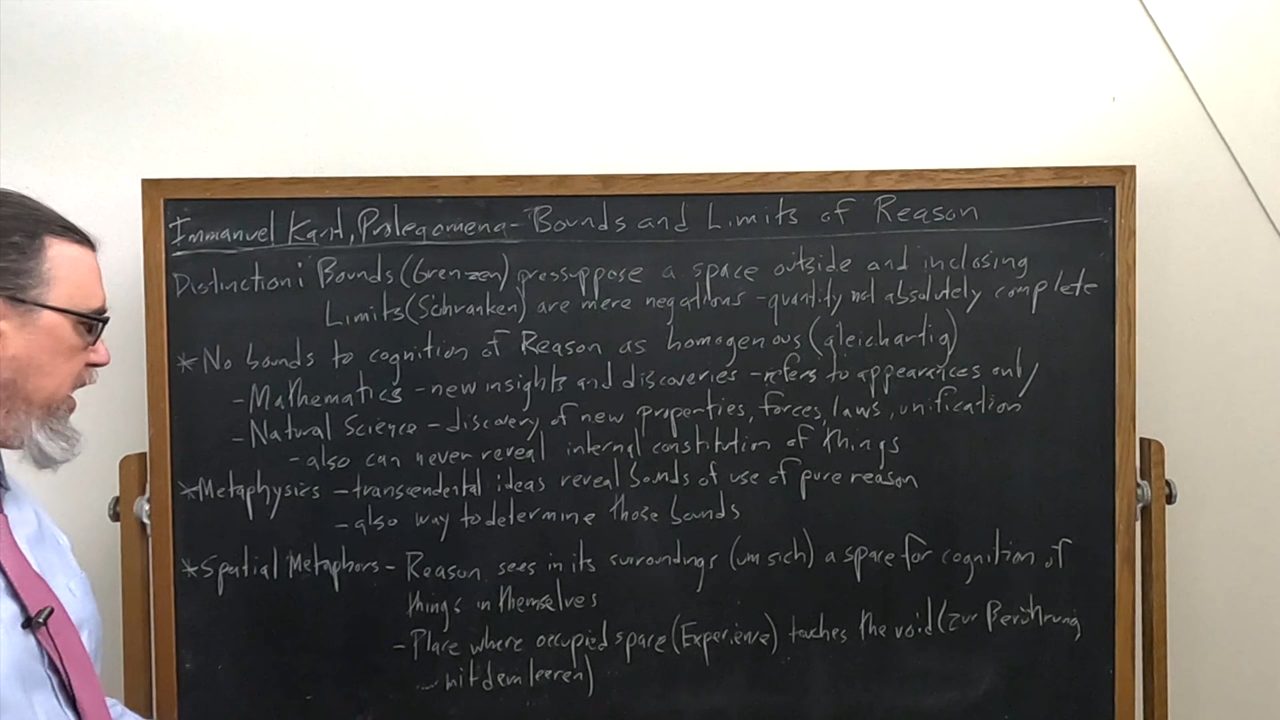 Immanuel Kant, Prolegomena - Bounds and Limits of Reason
Distinction: Bounds (Grenzen) pressuppose a space outside and inclosing
Limits (Schranken) are mere negations - quantity not absolutely complete
* No bounds to cognition of Reason as homogenous (gleichartig)
- Mathematics - new insights and discoveries - refers to appearances only
- Natural Science - discovery of new properties, forces, laws, unification
- also can never reveal internal constitution of things
* Metaphysics - transcendental ideas reveal bounds of use of pure reason
- also way to determine those bounds
* Spatial Metaphors - Reason sees in its surroundings (um sich) a space for cognition of
things in themselves
- Place where occupied space (Experience) touches the void (zur Berührung
mit dem leeren)